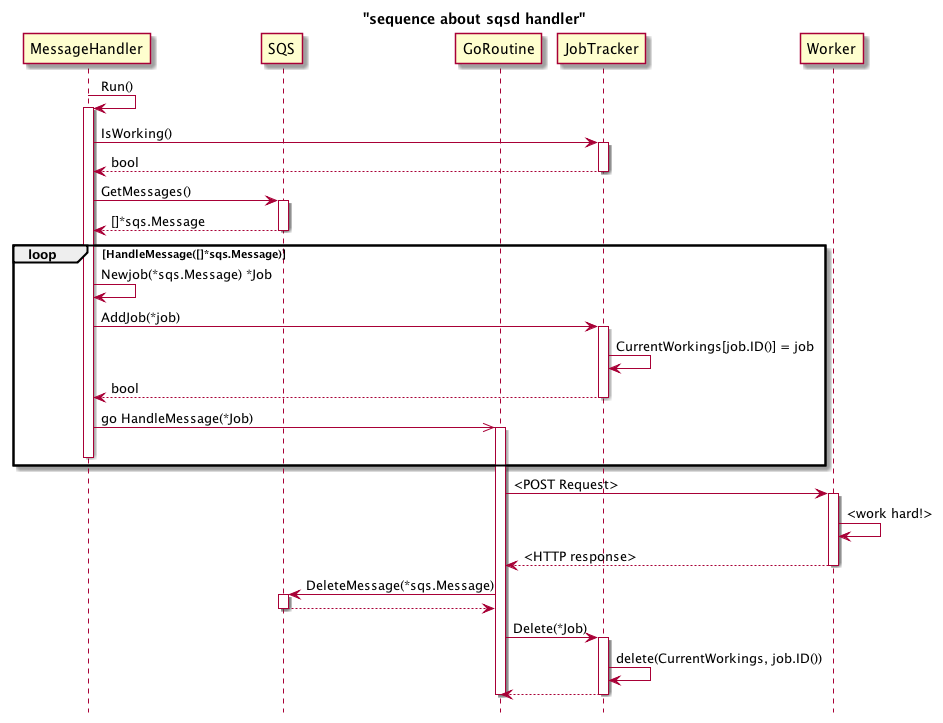 "sequence about sqsd handler"
MessageHandler
SQS
GoRoutine
JobTracker
Worker
Run()
IsWorking()
bool
GetMessages()
[]*sqs.Message
loop [HandleMessage([]*sqs.Message)]
Newjob(*sqs.Message) *Job
AddJob(*job)
CurrentWorkings[job.ID()] = job
bool
go HandleMessage(*Job)
<POST Request>
<work hard!>
<HTTP response>
DeleteMessage(*sqs.Message)
Delete(*Job)
delete(CurrentWorkings, job.ID())